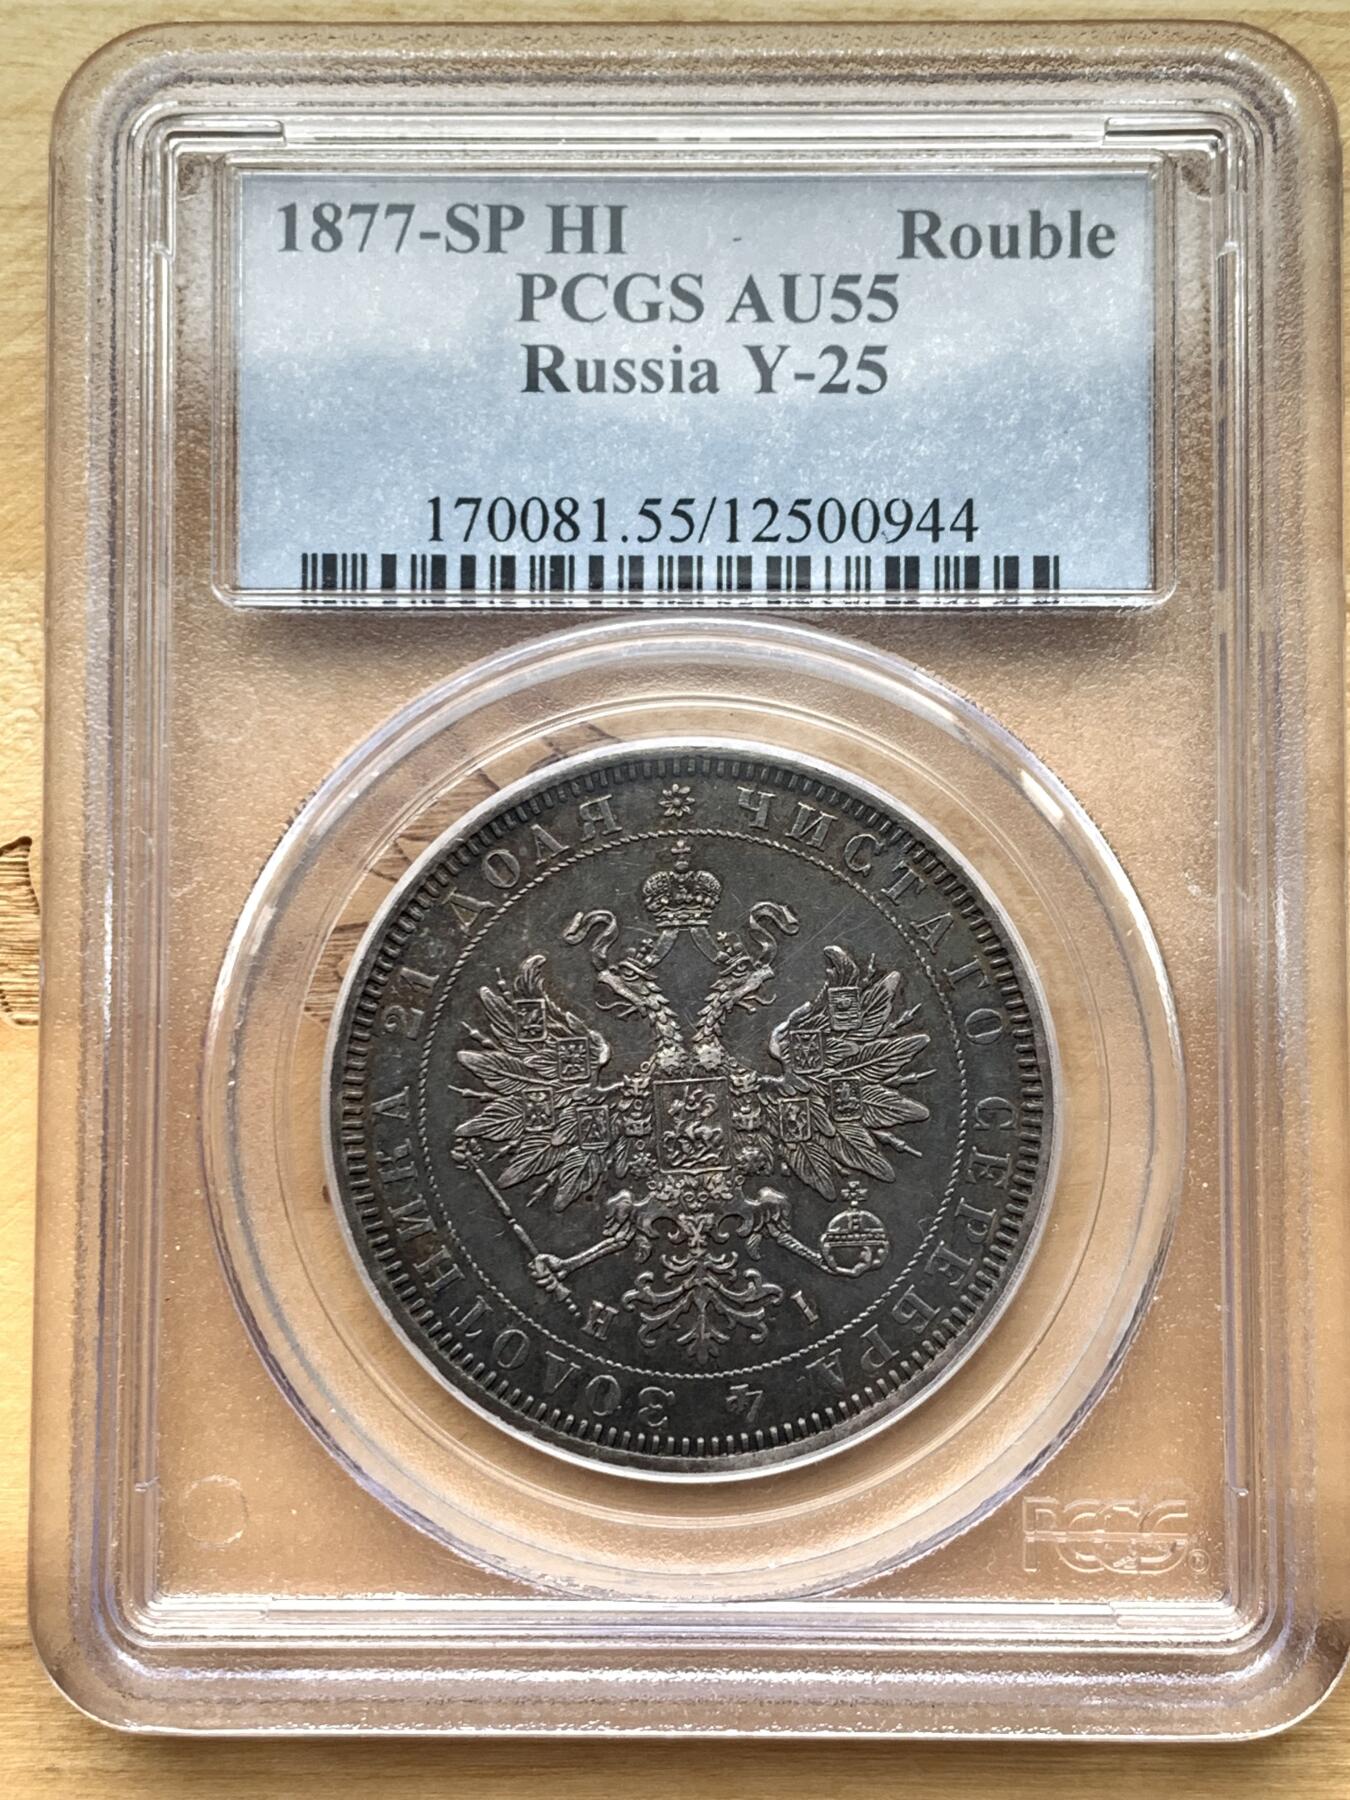 1877-SP HI Rouble
PCGS AU55
Russia Y-25
170081.55/12500944
ЧИСТАГО СЕРЕБРА 4 ЗОЛОТНИКА 21 ДОЛЯ
Н І
PCGS